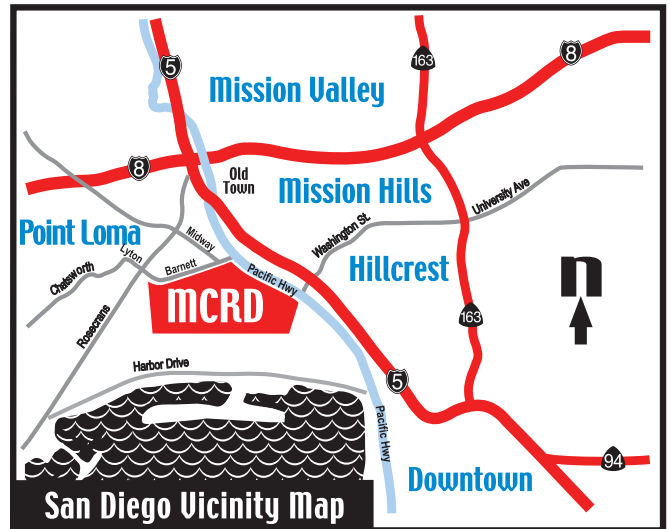 163
5
8
Mission Valley
8
Old
Town
Mission Hills
University Ave
Point Loma
Midway
Washington St.
Lyton
Barnett
Chatsworth
Pacific Hwy
Hillcrest
n
MCRD
Rosecrans
163
Harbor Drive
5
Pacific Hwy
94
Downtown
San Diego Vicinity Map